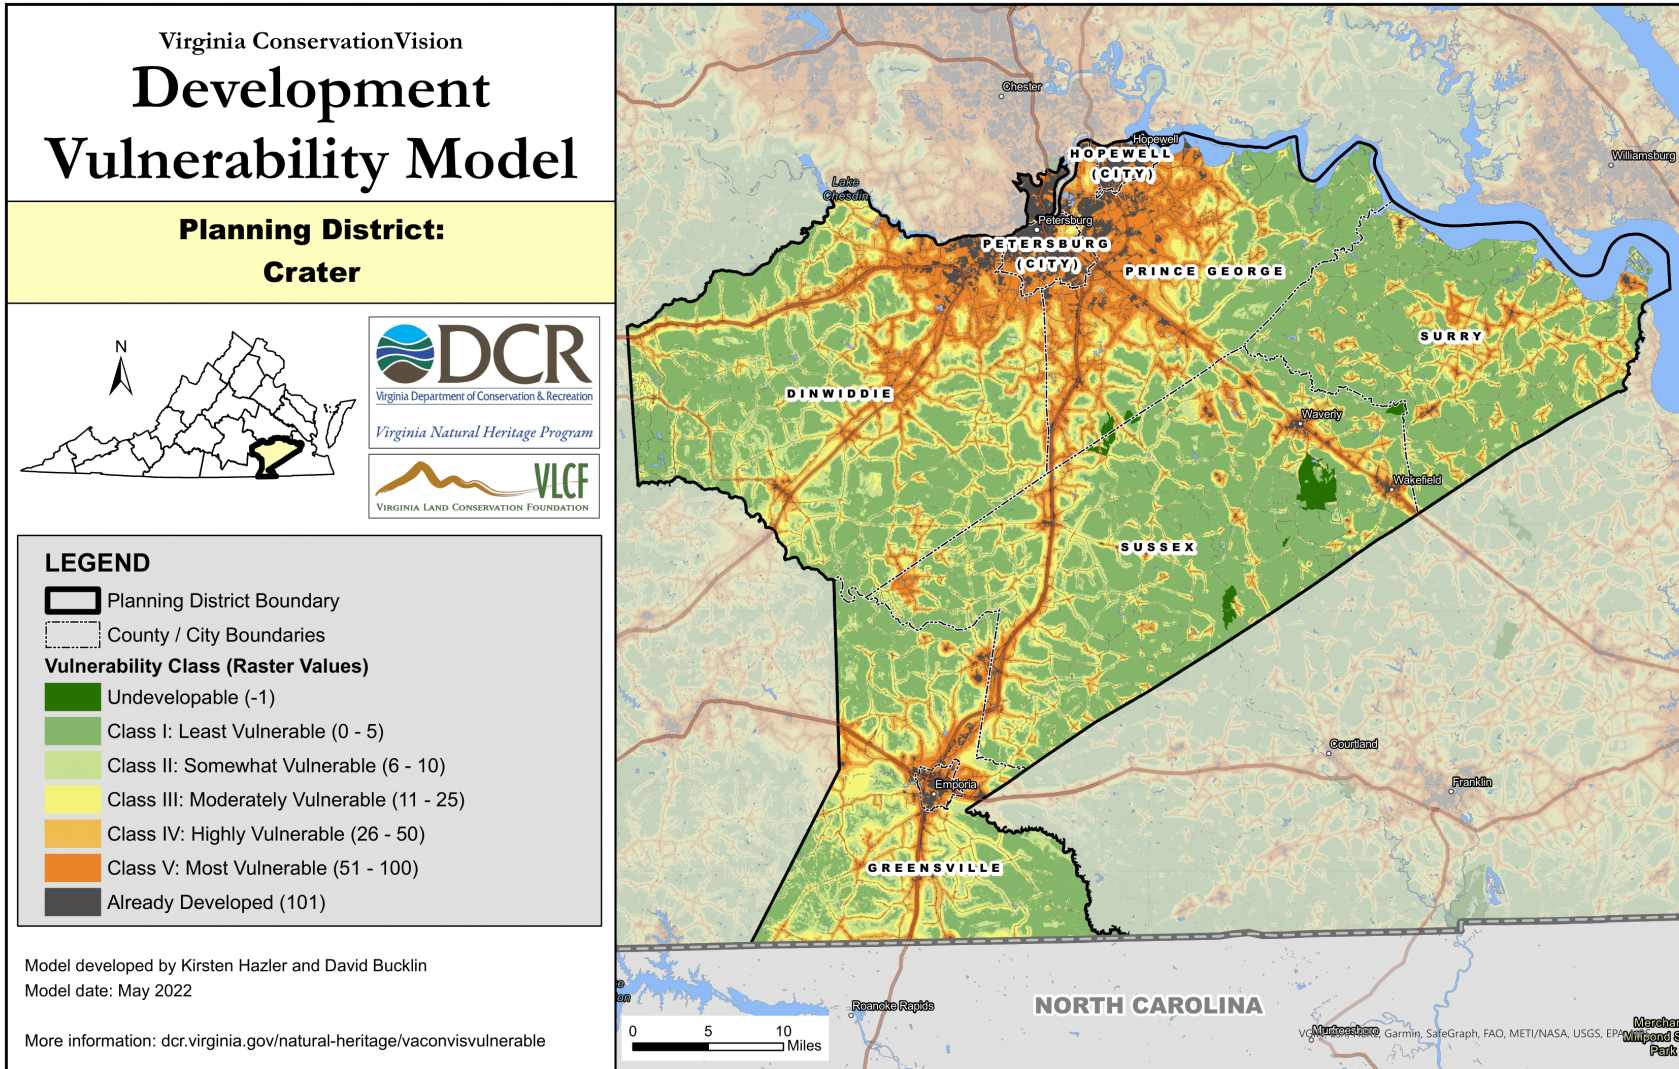 Virginia ConservationVision
Development
Vulnerability Model
Planning District:
Crater
N
DCR
Virginia Department of Conservation & Recreation
Virginia Natural Heritage Program
VLCF
VIRGINIA LAND CONSERVATION FOUNDATION
LEGEND
Planning District Boundary
County / City Boundaries
Vulnerability Class (Raster Values)
Undevelopable (-1)
Class I: Least Vulnerable (0 - 5)
Class II: Somewhat Vulnerable (6 - 10)
Class III: Moderately Vulnerable (11 - 25)
Class IV: Highly Vulnerable (26 - 50)
Class V: Most Vulnerable (51 - 100)
Already Developed (101)
Model developed by Kirsten Hazler and David Bucklin
Model date: May 2022
More information: dcr.virginia.gov/natural-heritage/vaconvisvulnerable
Chester
Hopewell
HOPEWELL
(CITY)
Williamsburg
Lake
Chesdin
Petersburg
PETERSBURG
(CITY)
PRINCE GEORGE
SURRY
DINWIDDIE
Waverly
Wakefield
SUSSEX
Courtland
Emporia
Franklin
GREENSVILLE
NORTH CAROLINA
Roanoke Rapids
Murfreesboro
0 5 10
Miles
Garmin, SafeGraph, FAO, METI/NASA, USGS, EPA
Park